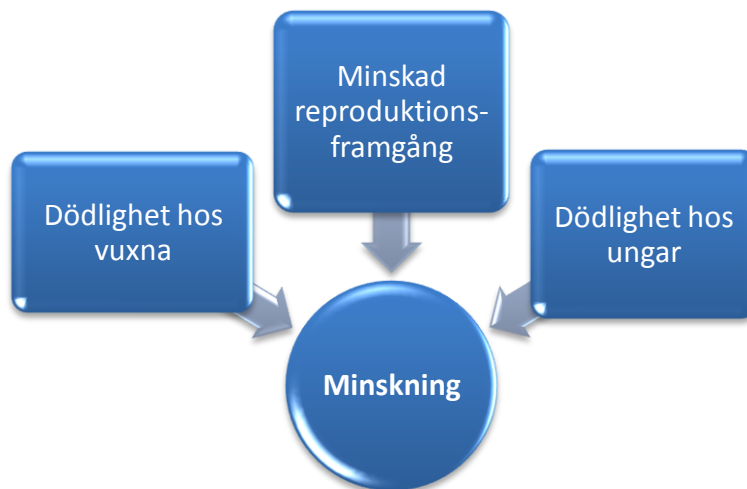 Minskad
reproduktions-
framgång
Dödlighet hos
vuxna
Dödlighet hos
ungar
Minskning